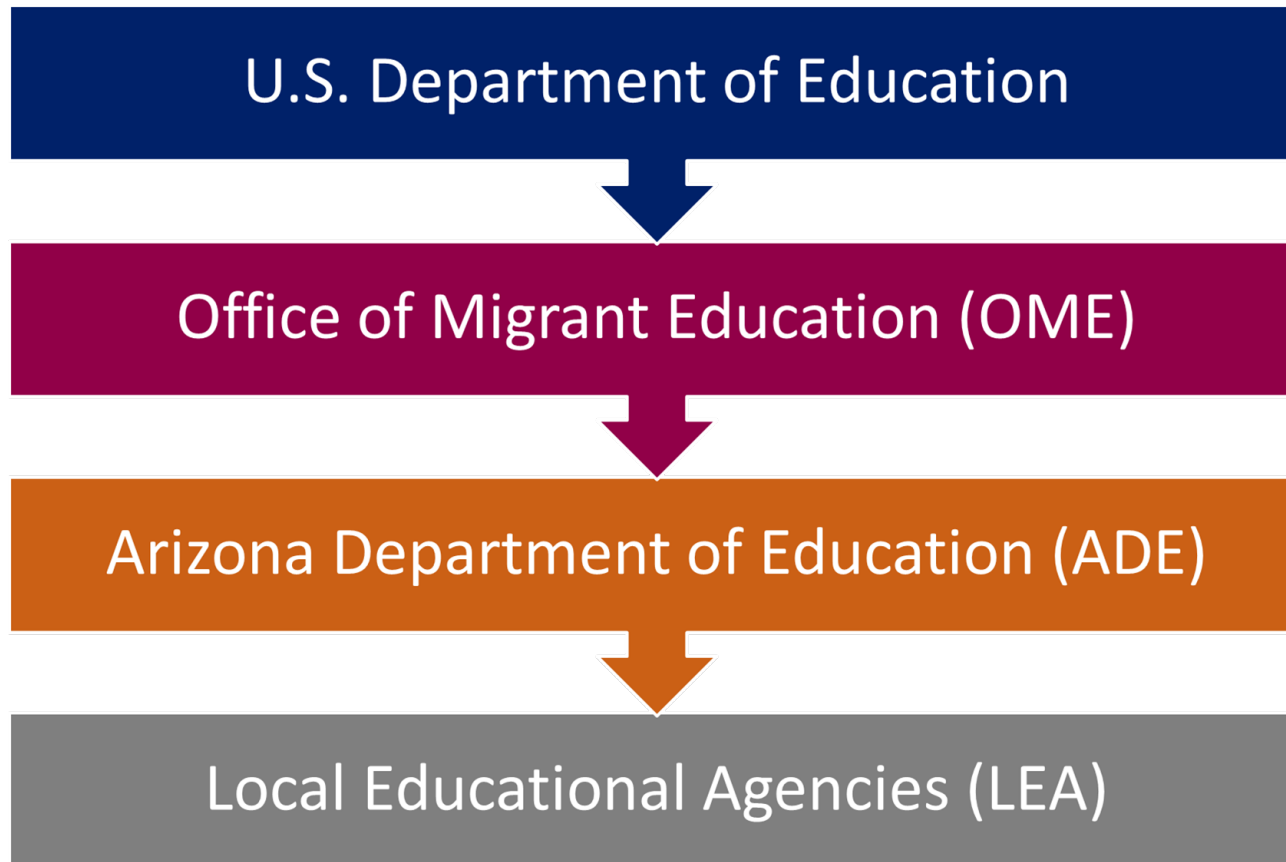 U.S. Department of Education
Office of Migrant Education (OME)
Arizona Department of Education (ADE)
Local Educational Agencies (LEA)